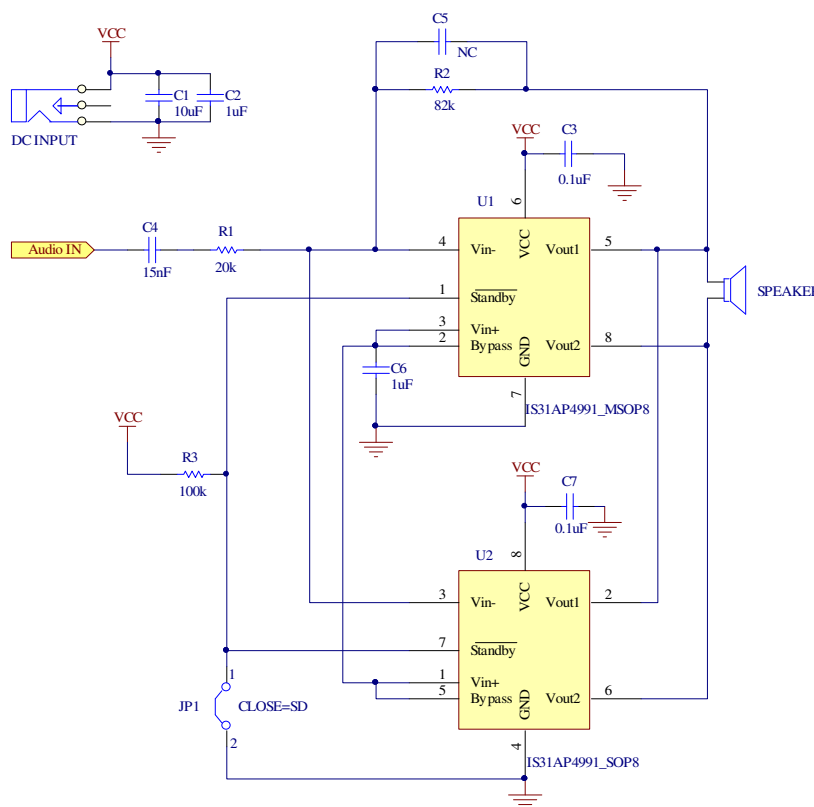 VCC
C1
10uF
C2
1uF
DC INPUT
C5
NC
R2
82k
VCC
C3
0.1uF
U1
6
Audio IN
C4
15nF
R1
20k
4
Vin-
VCC
Vout1
5
1
Standby
3
Vin+
2
Bypass
GND
Vout2
8
7
SPEAKER
C6
1uF
IS31AP4991_MSOP8
VCC
R3
100k
VCC
C7
0.1uF
U2
8
3
Vin-
VCC
Vout1
2
7
Standby
1
Vin+
5
Bypass
GND
Vout2
6
4
1
JP1
CLOSE=SD
2
IS31AP4991_SOP8